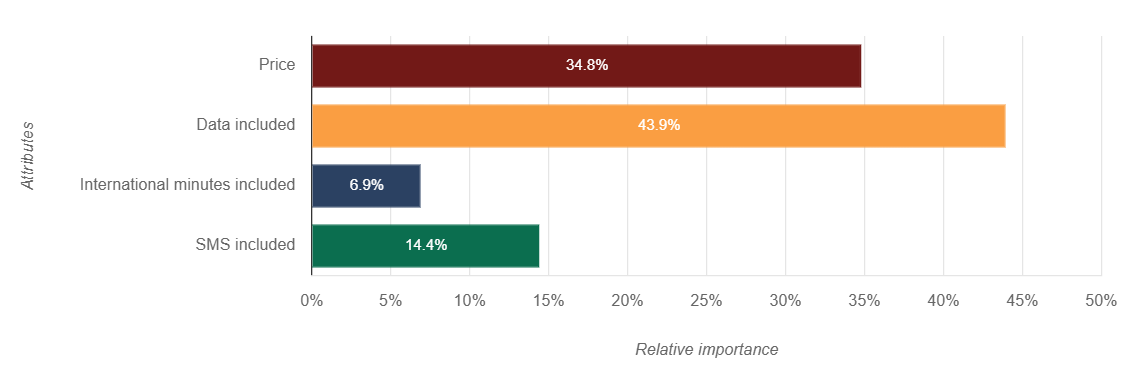 Attributes
Price
34.8%
Data included
43.9%
International minutes included
6.9%
SMS included
14.4%
0% 5% 10% 15% 20% 25% 30% 35% 40% 45% 50%
Relative importance